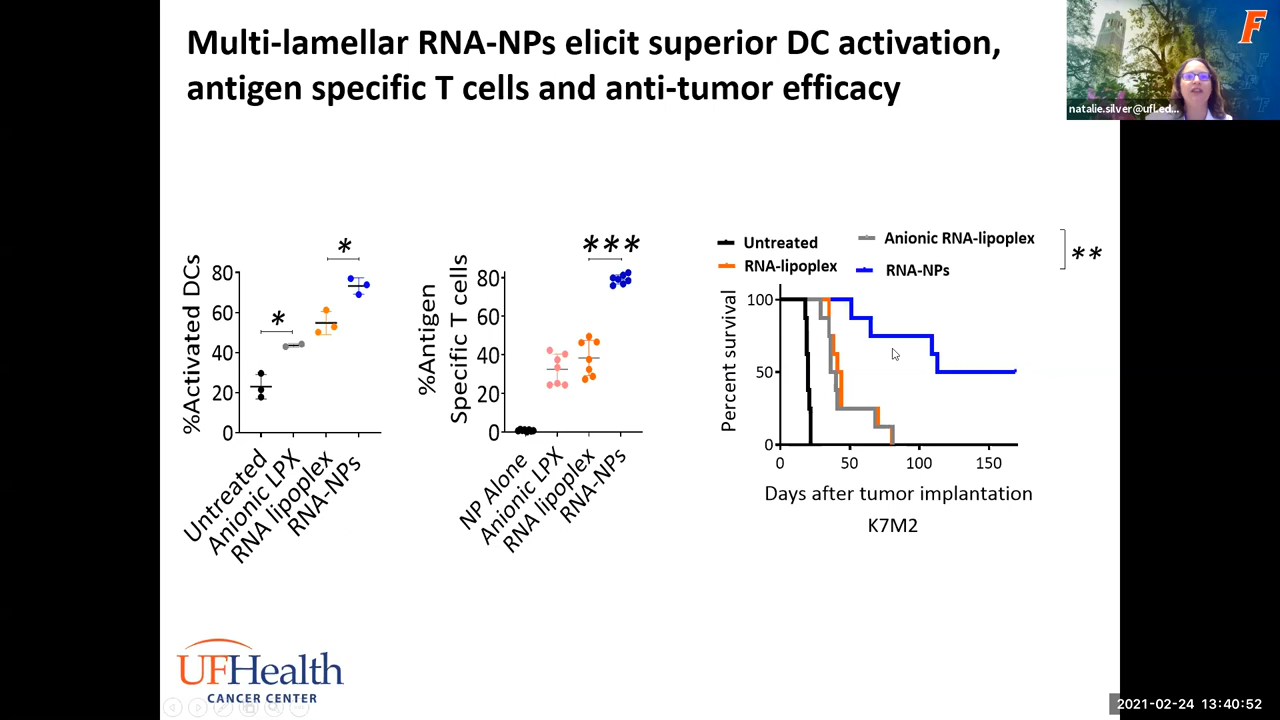 Multi-lamellar RNA-NPs elicit superior DC activation,
antigen specific T cells and anti-tumor efficacy
F
natalie.silver@ufl.ed...
%Activated DCs
80
60
40
20
0
*
*
Untreated
Anionic LPX
RNA lipoplex
RNA-NPs
%Antigen
Specific T cells
80
60
40
20
0
***
NP Alone
Anionic LPX
RNA lipoplex
RNA-NPs
Untreated
Anionic RNA-lipoplex
RNA-lipoplex
RNA-NPs
**
Percent survival
100
50
0
0 50 100 150
Days after tumor implantation
K7M2
UFHealth
CANCER CENTER
2021-02-24 13:40:52